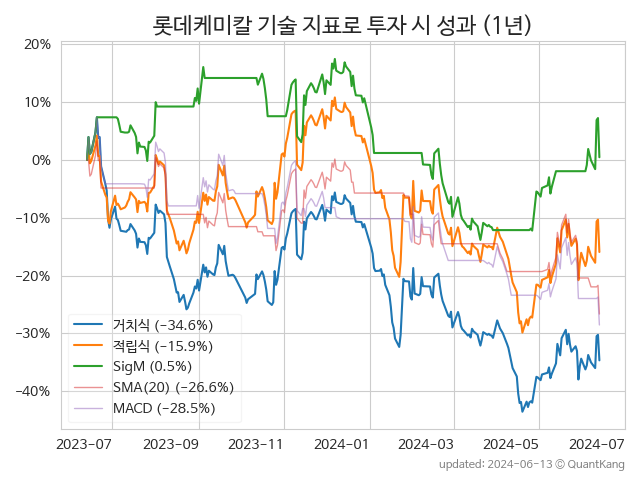 롯데케미칼 기술 지표로 투자 시 성과 (1년)
20%
10%
0%
−10%
−20%
−30%
−40%
거치식 (−34.6%)
적립식 (−15.9%)
SigM (0.5%)
SMA(20) (−26.6%)
MACD (−28.5%)
2023-07
2023-09
2023-11
2024-01
2024-03
2024-05
2024-07
updated: 2024-06-13 ⓒ QuantKang